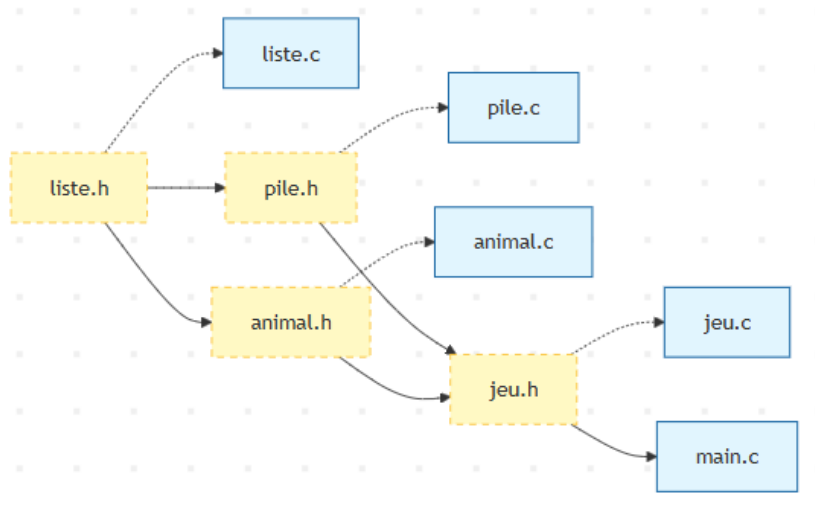 liste.c
pile.c
liste.h
pile.h
animal.c
animal.h
jeu.c
jeu.h
main.c